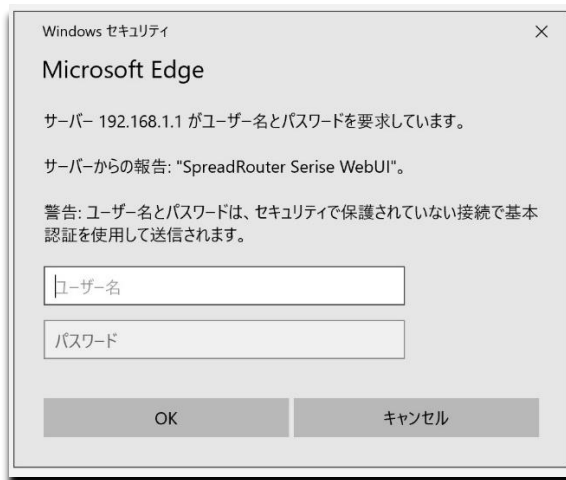 Windows セキュリティ
Microsoft Edge
サーバー 192.168.1.1 がユーザー名とパスワードを要求しています。
サーバーからの報告: "SpreadRouter Serise WebUI"。
警告: ユーザー名とパスワードは、セキュリティで保護されていない接続で基本
認証を使用して送信されます。
ユーザー名
パスワード
OK
キャンセル